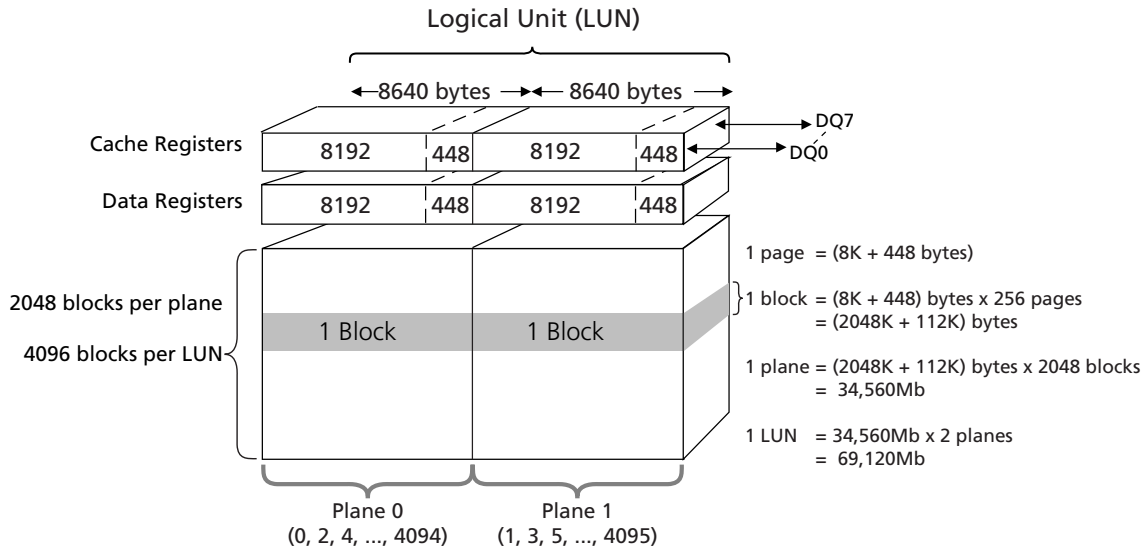 Logical Unit (LUN)
8640 bytes 8640 bytes
Cache Registers 8192 448 8192 448 DQ7
DQ0
Data Registers 8192 448 8192 448
1 page = (8K + 448 bytes)
2048 blocks per plane
1 block = (8K + 448) bytes x 256 pages
= (2048K + 112K) bytes
4096 blocks per LUN
1 Block 1 Block
1 plane = (2048K + 112K) bytes x 2048 blocks
= 34,560Mb
1 LUN = 34,560Mb x 2 planes
= 69,120Mb
Plane 0
(0, 2, 4, ..., 4094)
Plane 1
(1, 3, 5, ..., 4095)